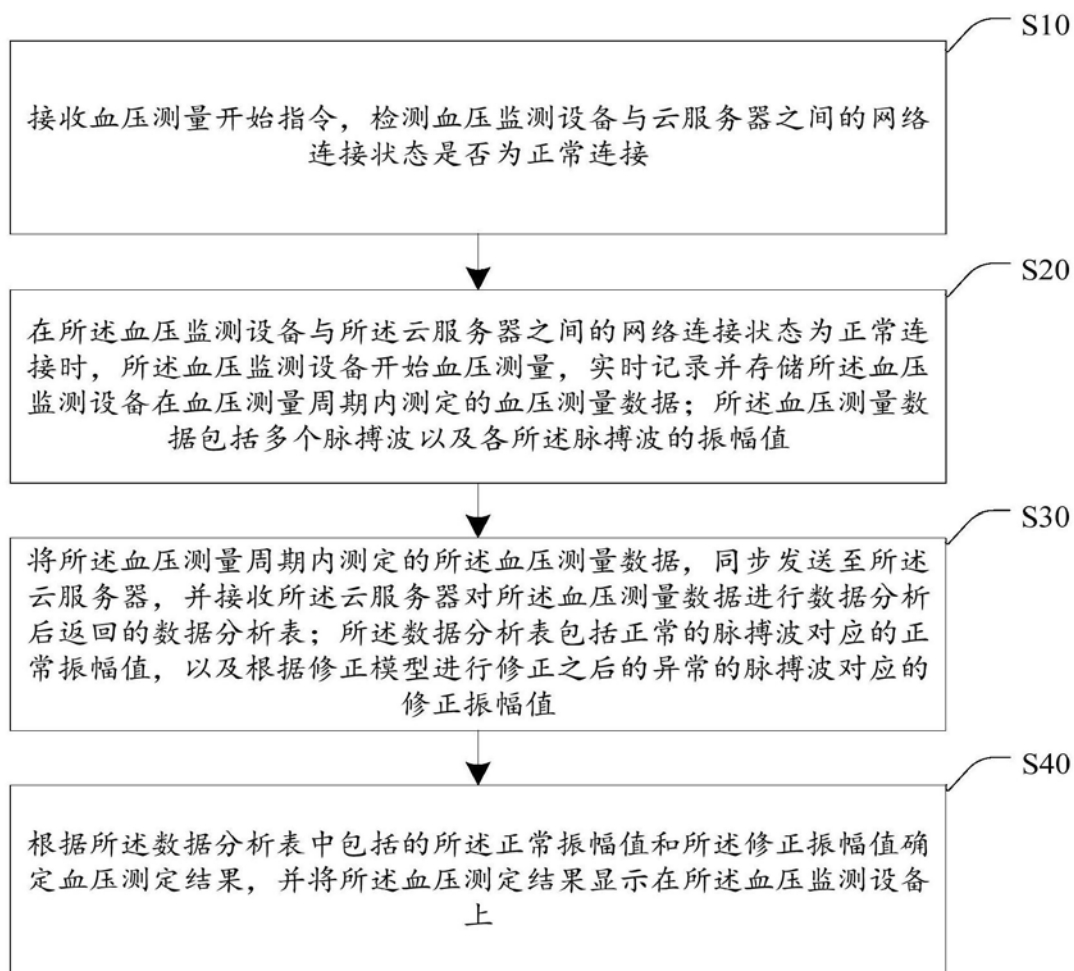 S10
接收血压测量开始指令，检测血压监测设备与云服务器之间的网络
连接状态是否为正常连接
S20
在所述血压监测设备与所述云服务器之间的网络连接状态为正常连
接时，所述血压监测设备开始血压测量，实时记录并存储所述血压
监测设备在血压测量周期内测定的血压测量数据；所述血压测量数
据包括多个脉搏波以及各所述脉搏波的振幅值
S30
将所述血压测量周期内测定的所述血压测量数据，同步发送至所述
云服务器，并接收所述云服务器对所述血压测量数据进行数据分析
后返回的数据分析表；所述数据分析表包括正常的脉搏波对应的正
常振幅值，以及根据修正模型进行修正之后的异常的脉搏波对应的
修正振幅值
S40
根据所述数据分析表中包括的所述正常振幅值和所述修正振幅值确
定血压测定结果，并将所述血压测定结果显示在所述血压监测设备
上